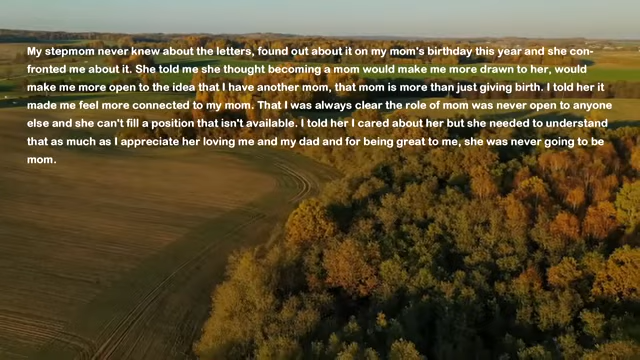 My stepmom never knew about the letters, found out about it on my mom's birthday this year and she con-
fronted me about it. She told me she thought becoming a mom would make me more drawn to her, would
make me more open to the idea that I have another mom, that mom is more than just giving birth. I told her it
made me feel more connected to my mom. That I was always clear the role of mom was never open to anyone
else and she can't fill a position that isn't available. I told her I cared about her but she needed to understand
that as much as I appreciate her loving me and my dad and for being great to me, she was never going to be
mom.